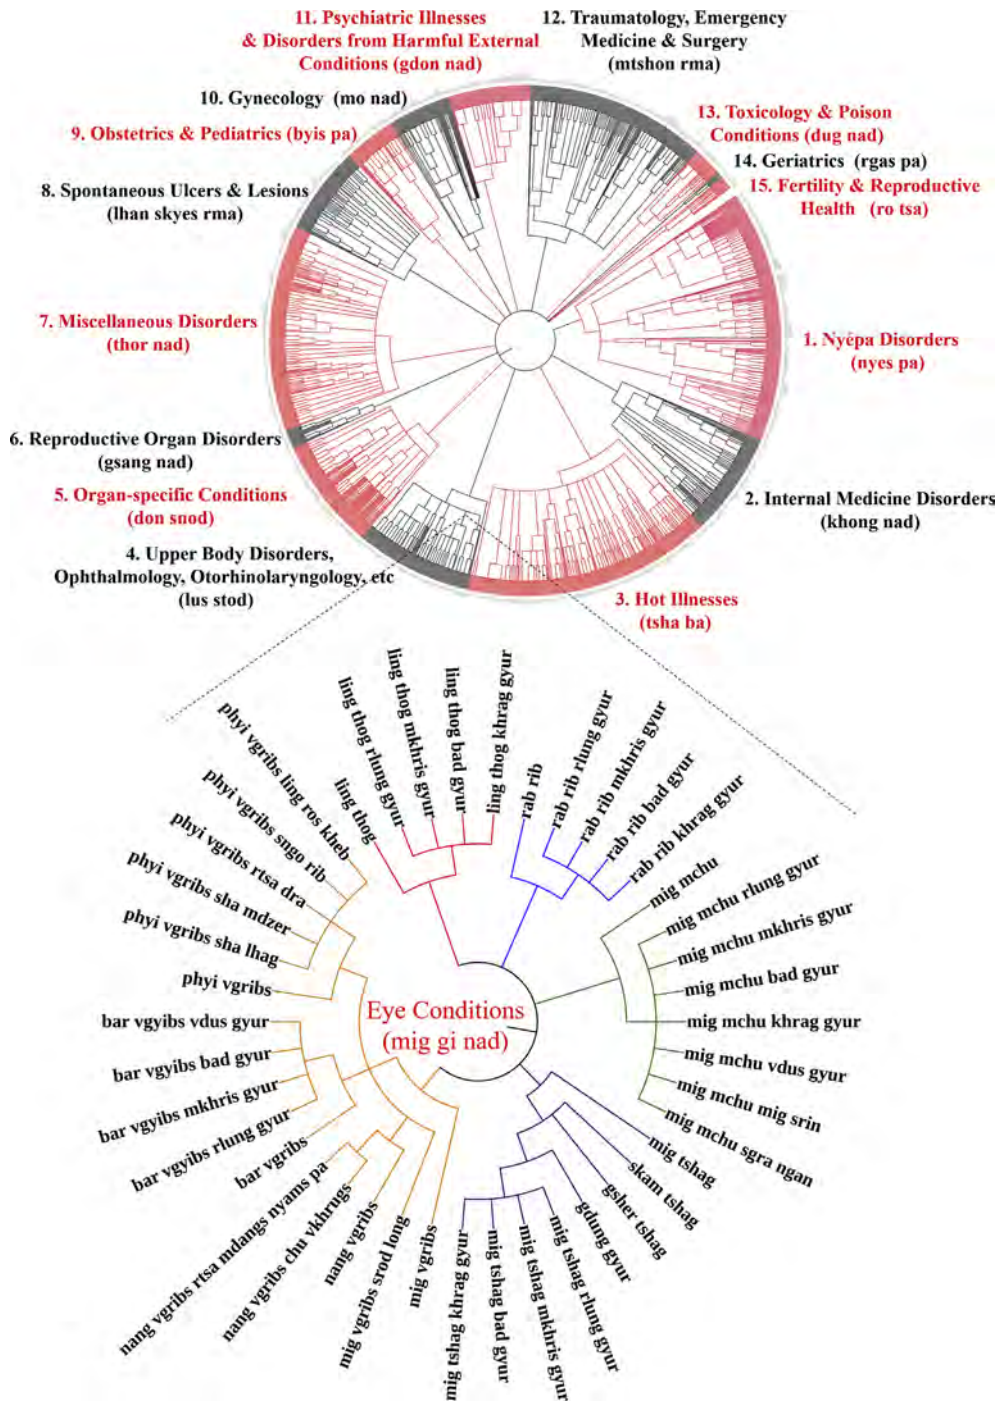 11. Psychiatric Illnesses
& Disorders from Harmful External
Conditions (gdon nad)
12. Traumatology, Emergency
Medicine & Surgery
(mtshon rma)
10. Gynecology (mo nad)
9. Obstetrics & Pediatrics (byis pa)
13. Toxicology & Poison
Conditions (dug nad)
14. Geriatrics (rgas pa)
15. Fertility & Reproductive
Health (ro tsa)
8. Spontaneous Ulcers & Lesions
(lhan skyes rma)
7. Miscellaneous Disorders
(thor nad)
1. Nyépa Disorders
(nyes pa)
6. Reproductive Organ Disorders
(gsang nad)
5. Organ-specific Conditions
(don snod)
2. Internal Medicine Disorders
(khong nad)
4. Upper Body Disorders,
Ophthalmology, Otorhinolaryngology, etc
(lus stod)
3. Hot Illnesses
(tsha ba)
phyi vgribs ling ros kheb
phyi vgribs sngo rib
phyi vgribs rtsa dra
phyi vgribs sha mdzer
phyi vgribs sha lhag
phyi vgribs
ling thog
ling thog rlung gyur
ling thog mkhris gyur
ling thog bad gyur
ling thog khrag gyur
rab rib
rab rib rlung gyur
rab rib mkhris gyur
rab rib bad gyur
rab rib khrag gyur
mig mchu
mig mchu rlung gyur
mig mchu mkhris gyur
mig mchu bad gyur
mig mchu khrag gyur
mig mchu vdus gyur
mig mchu mig srin
mig mchu sgra ngan
Eye Conditions
(mig gi nad)
bar vgyibs vdus gyur
bar vgyibs bad gyur
bar vgyibs mkhris gyur
bar vgyibs rlung gyur
bar vgribs
nang vgribs rtsa mdangs nyams pa
nang vgribs chu vkhrugs
nang vgribs
mig vgribs srod long
mig vgribs
mig tshag khrag gyur
mig tshag bad gyur
mig tshag mkhris gyur
mig tshag rlung gyur
gdung gyur
gsher tshag
skam tshag
mig tshag